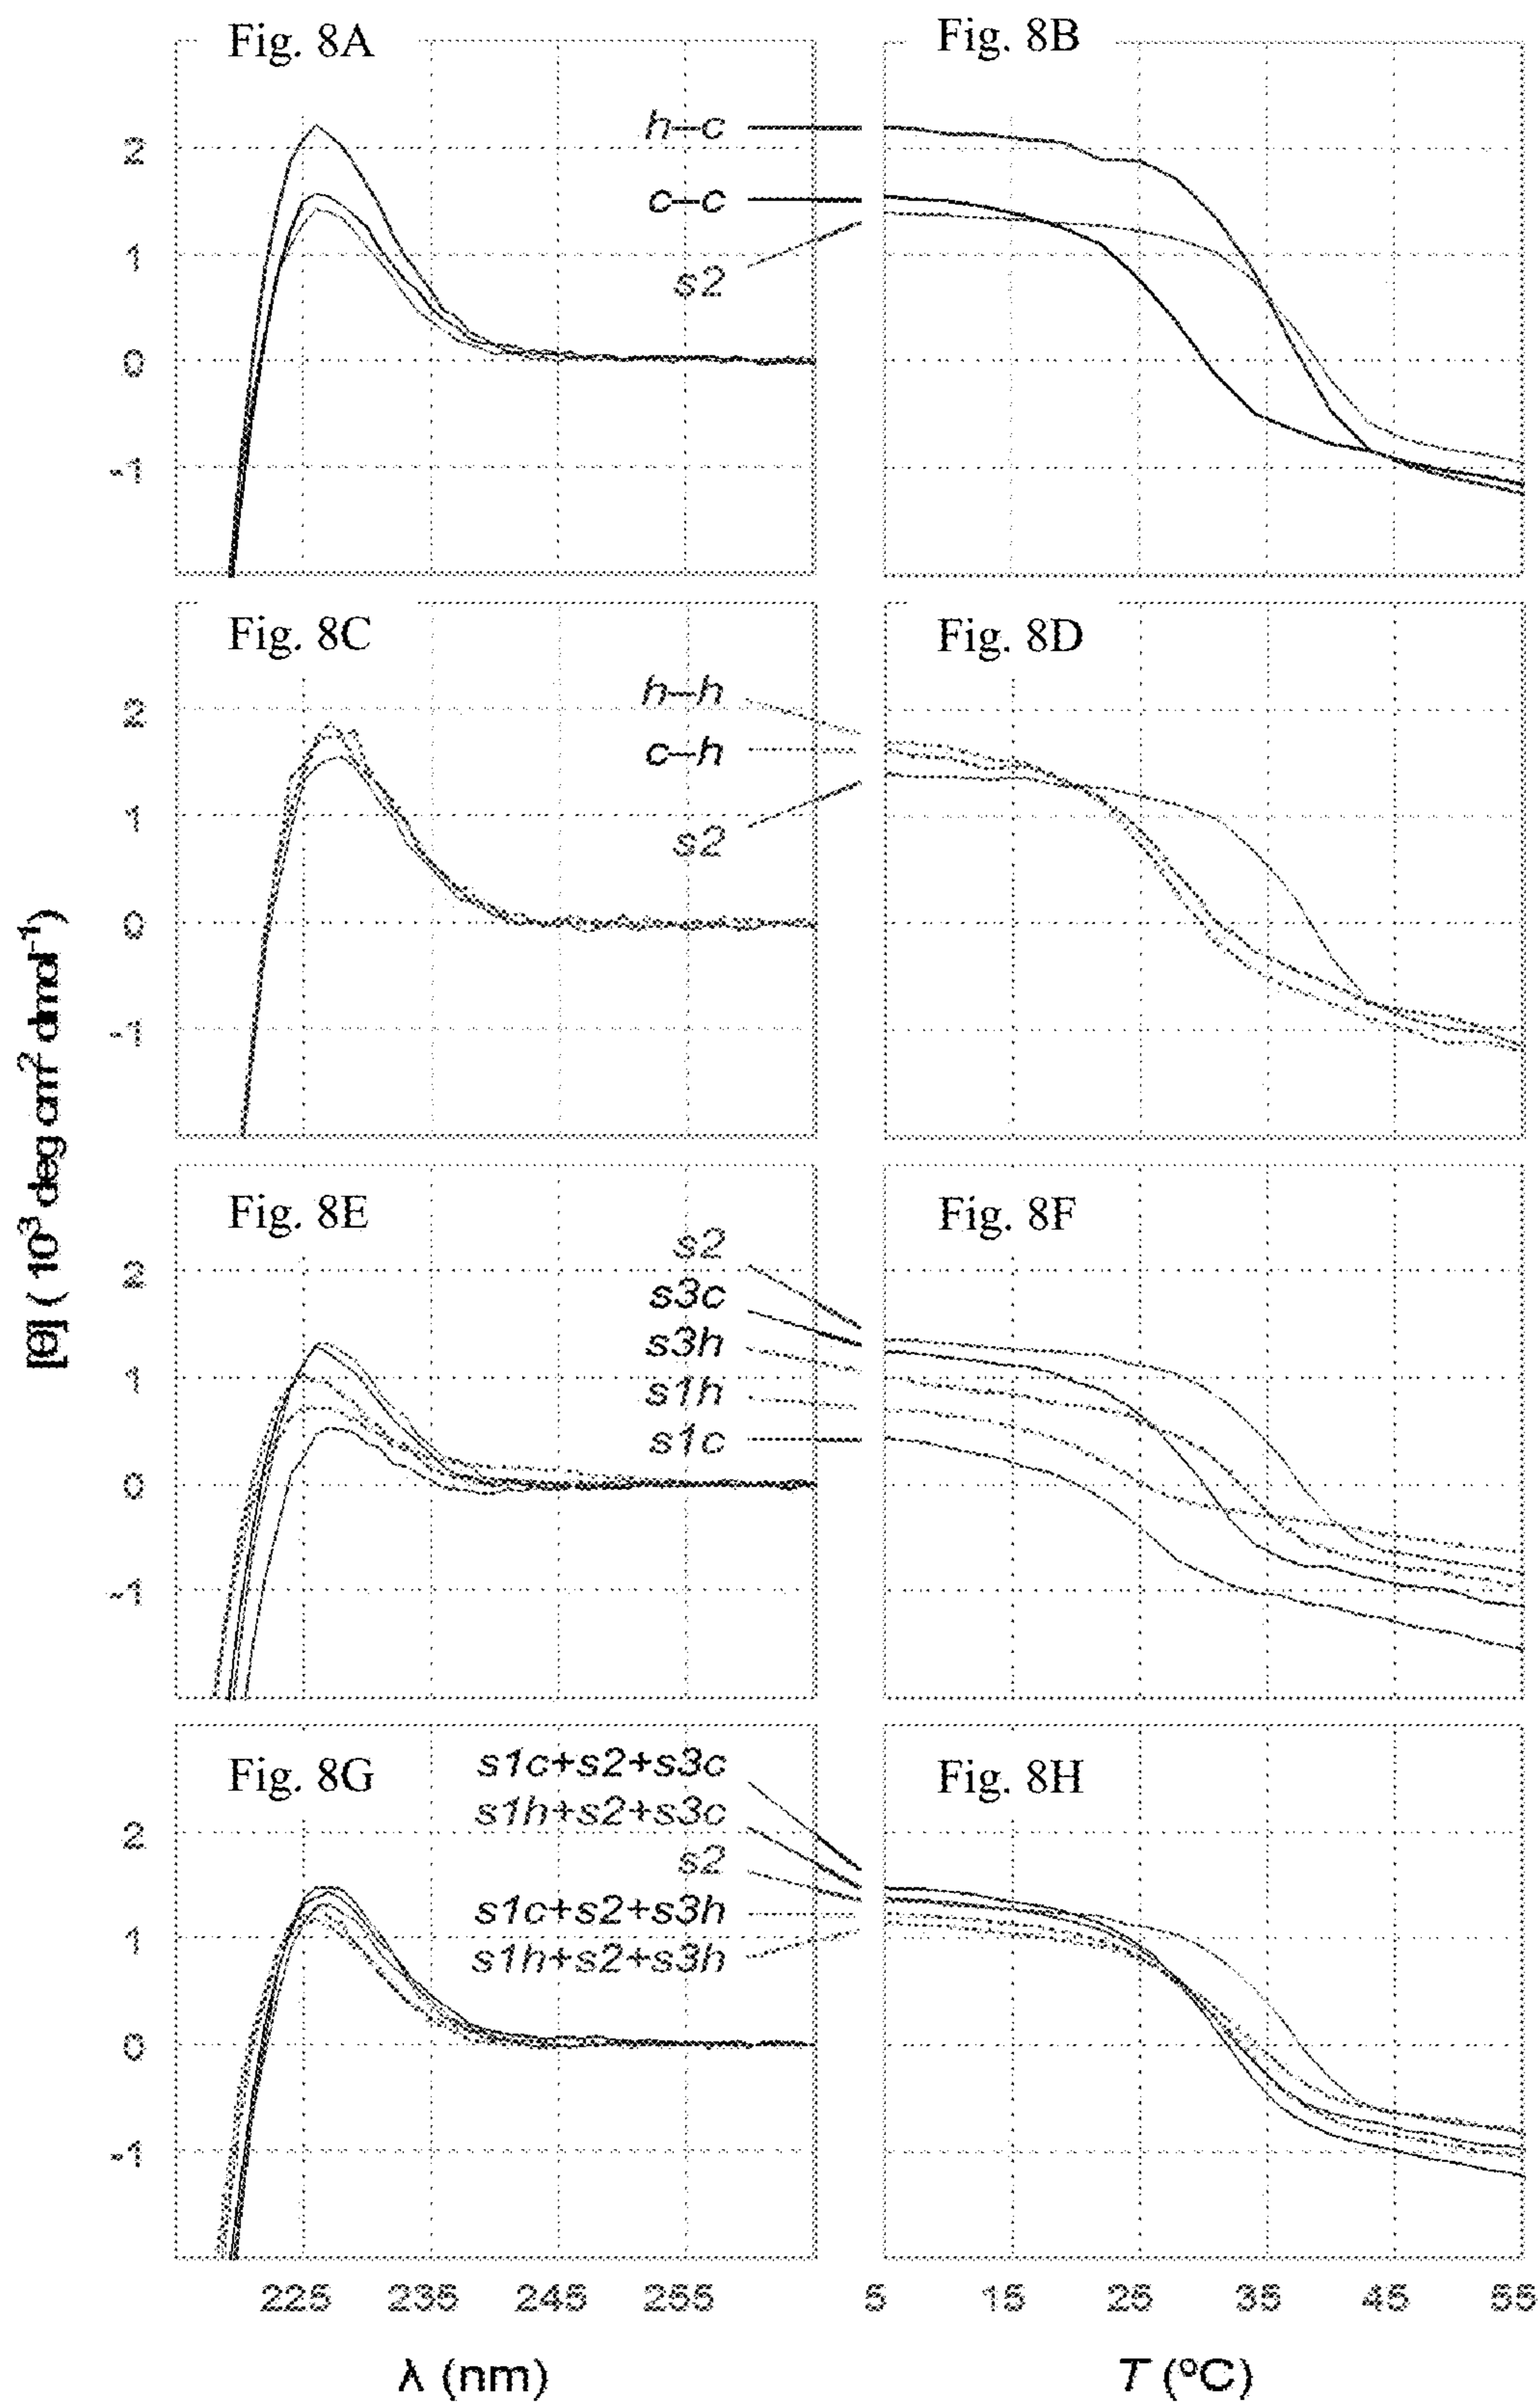 Fig. 8A
Fig. 8B
2
1
0
-1
h–c
c–c
s2
Fig. 8C
Fig. 8D
2
1
0
-1
h–h
c–h
s2
[Θ] ( 10³ deg cm² dmol⁻¹)
Fig. 8E
Fig. 8F
2
1
0
-1
s2
s3c
s3h
s1h
s1c
Fig. 8G
Fig. 8H
2
1
0
-1
s1c+s2+s3c
s1h+s2+s3c
s2
s1c+s2+s3h
s1h+s2+s3h
225 235 245 255
5 15 25 35 45 55
λ (nm)
T (ºC)